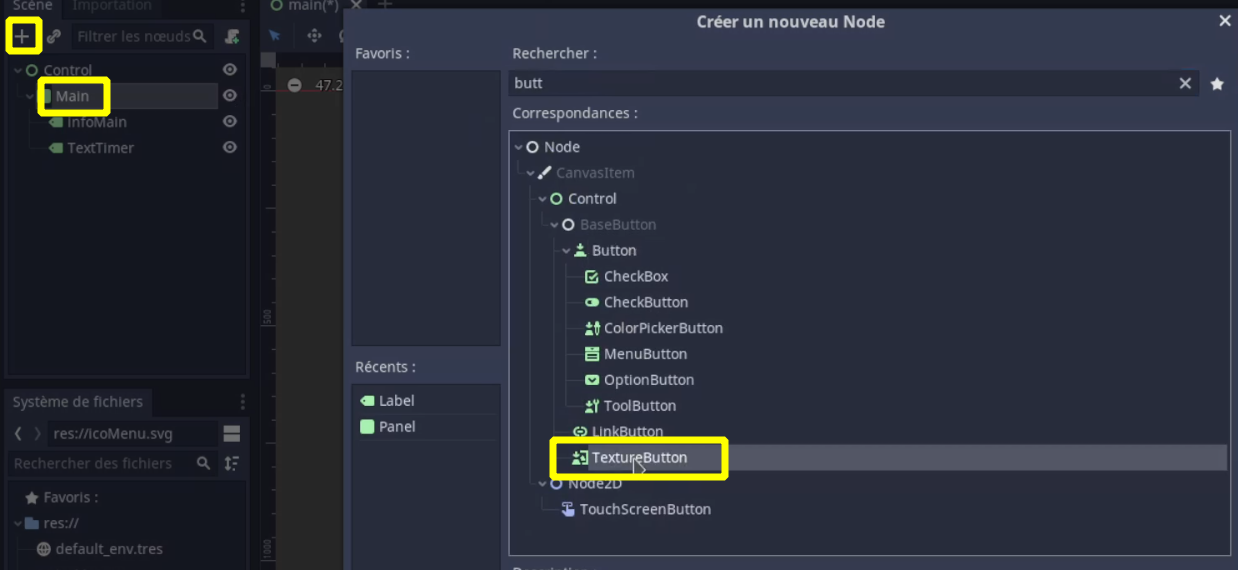 Scène Importation
Filtrer les nœuds
Control
Main
InfoMain
TextTimer
Système de fichiers
res://icoMenu.svg
Rechercher des fichiers
Favoris :
res://
default_env.tres
main(*)
47.2
500
1000
Créer un nouveau Node
Favoris :
Récents :
Label
Panel
Rechercher :
butt
Correspondances :
Node
CanvasItem
Control
BaseButton
Button
CheckBox
CheckButton
ColorPickerButton
MenuButton
OptionButton
ToolButton
LinkButton
TextureButton
Node2D
TouchScreenButton